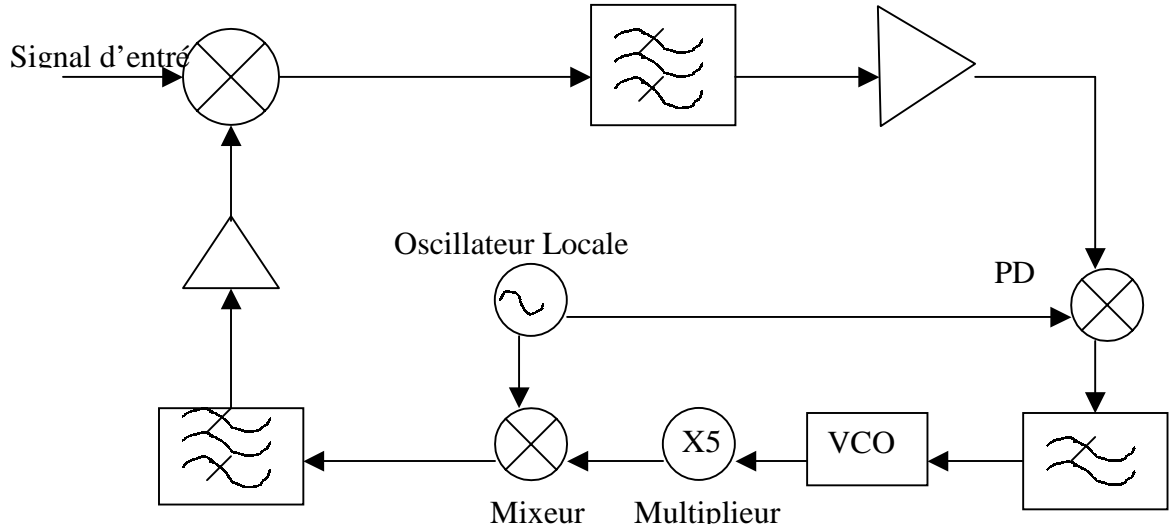 Signal d'entré
Oscillateur Locale
PD
X5
VCO
Mixeur
Multiplieur